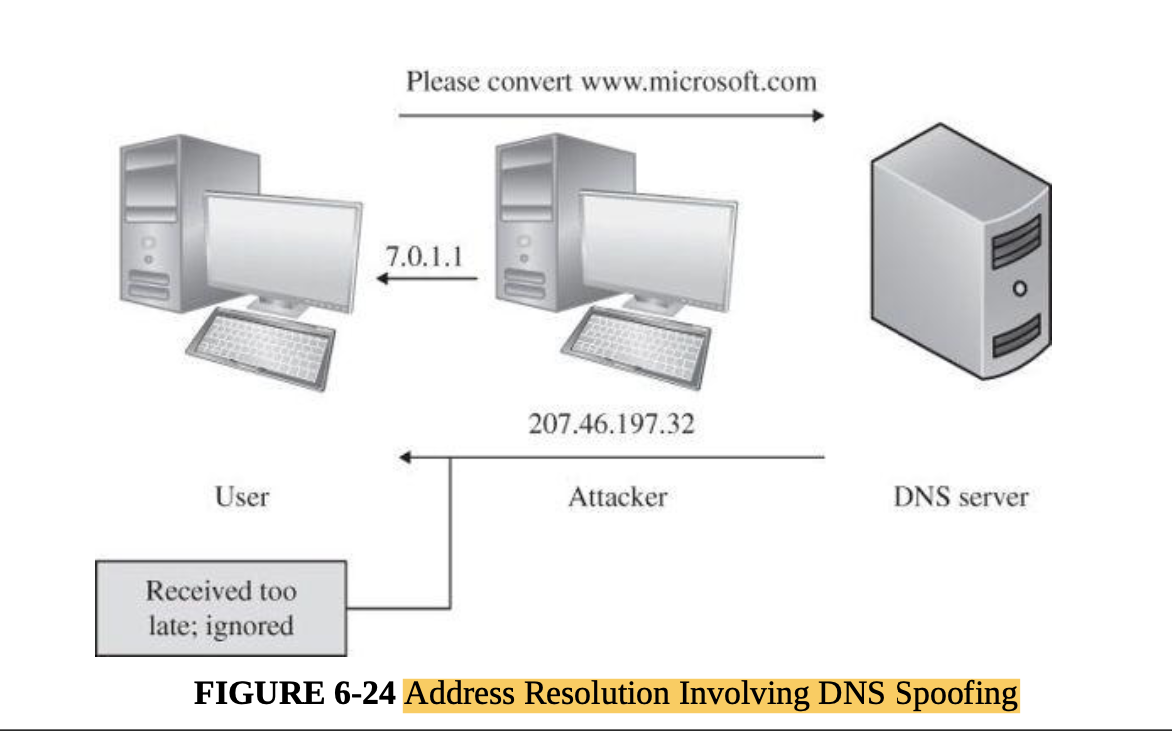 Please convert www.microsoft.com
7.0.1.1
207.46.197.32
User
Attacker
DNS server
Received too
late; ignored
FIGURE 6-24 Address Resolution Involving DNS Spoofing